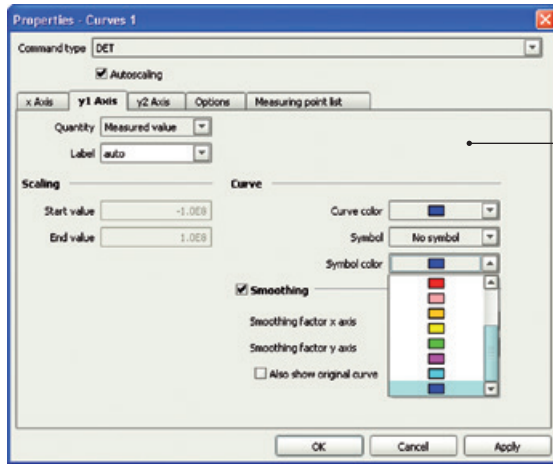 Properties - Curves 1
Command type DET
Autoscaling
x Axis y1 Axis y2 Axis Options Measuring point list
Quantity Measured value
Label auto
Scaling Curve
Start value -1.0E8 Curve color
End value 1.0E8 Symbol No symbol
Symbol color
Smoothing
Smoothing factor x axis
Smoothing factor y axis
Also show original curve
OK Cancel Apply